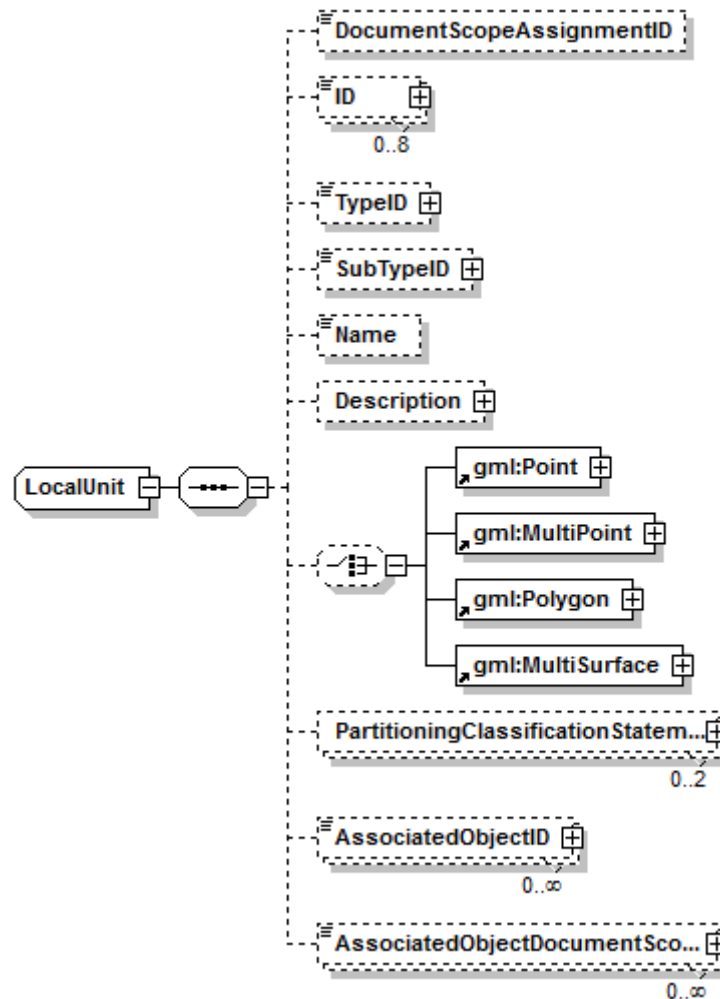 DocumentScopeAssignmentID
ID
0..8
TypeID
SubTypeID
Name
Description
LocalUnit
gml:Point
gml:MultiPoint
gml:Polygon
gml:MultiSurface
PartitioningClassificationStatem...
0..2
AssociatedObjectID
0..∞
AssociatedObjectDocumentSco...
0..∞